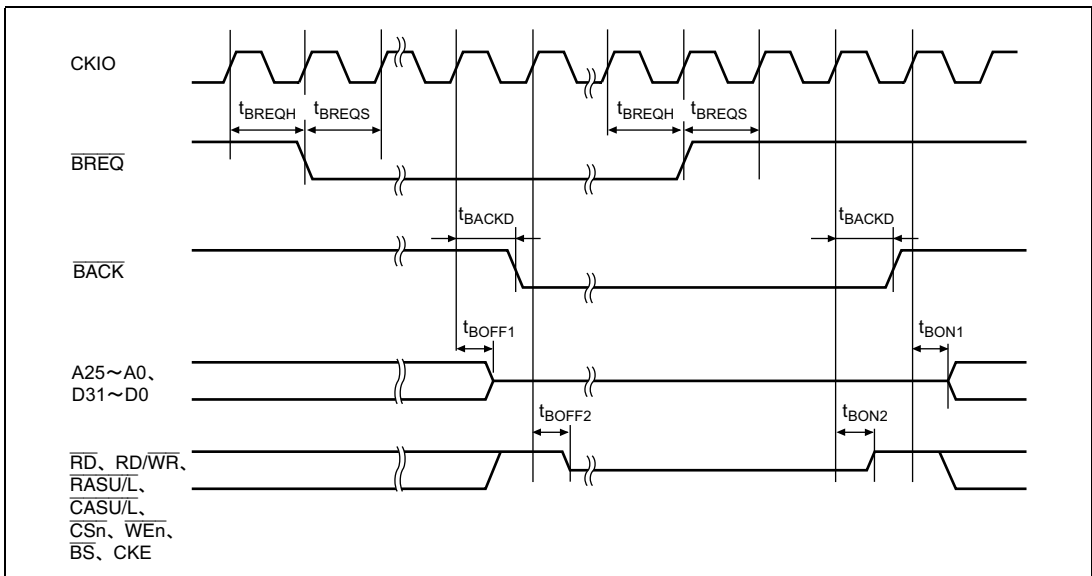 CKIO
tBREQH tBREQS tBREQH tBREQS
BREQ
tBACKD tBACKD
BACK
tBOFF1 tBON1
A25～A0、
D31～D0
tBOFF2 tBON2
RD、RD/WR、
RASU/L、
CASU/L、
CSn、WEn、
BS、CKE